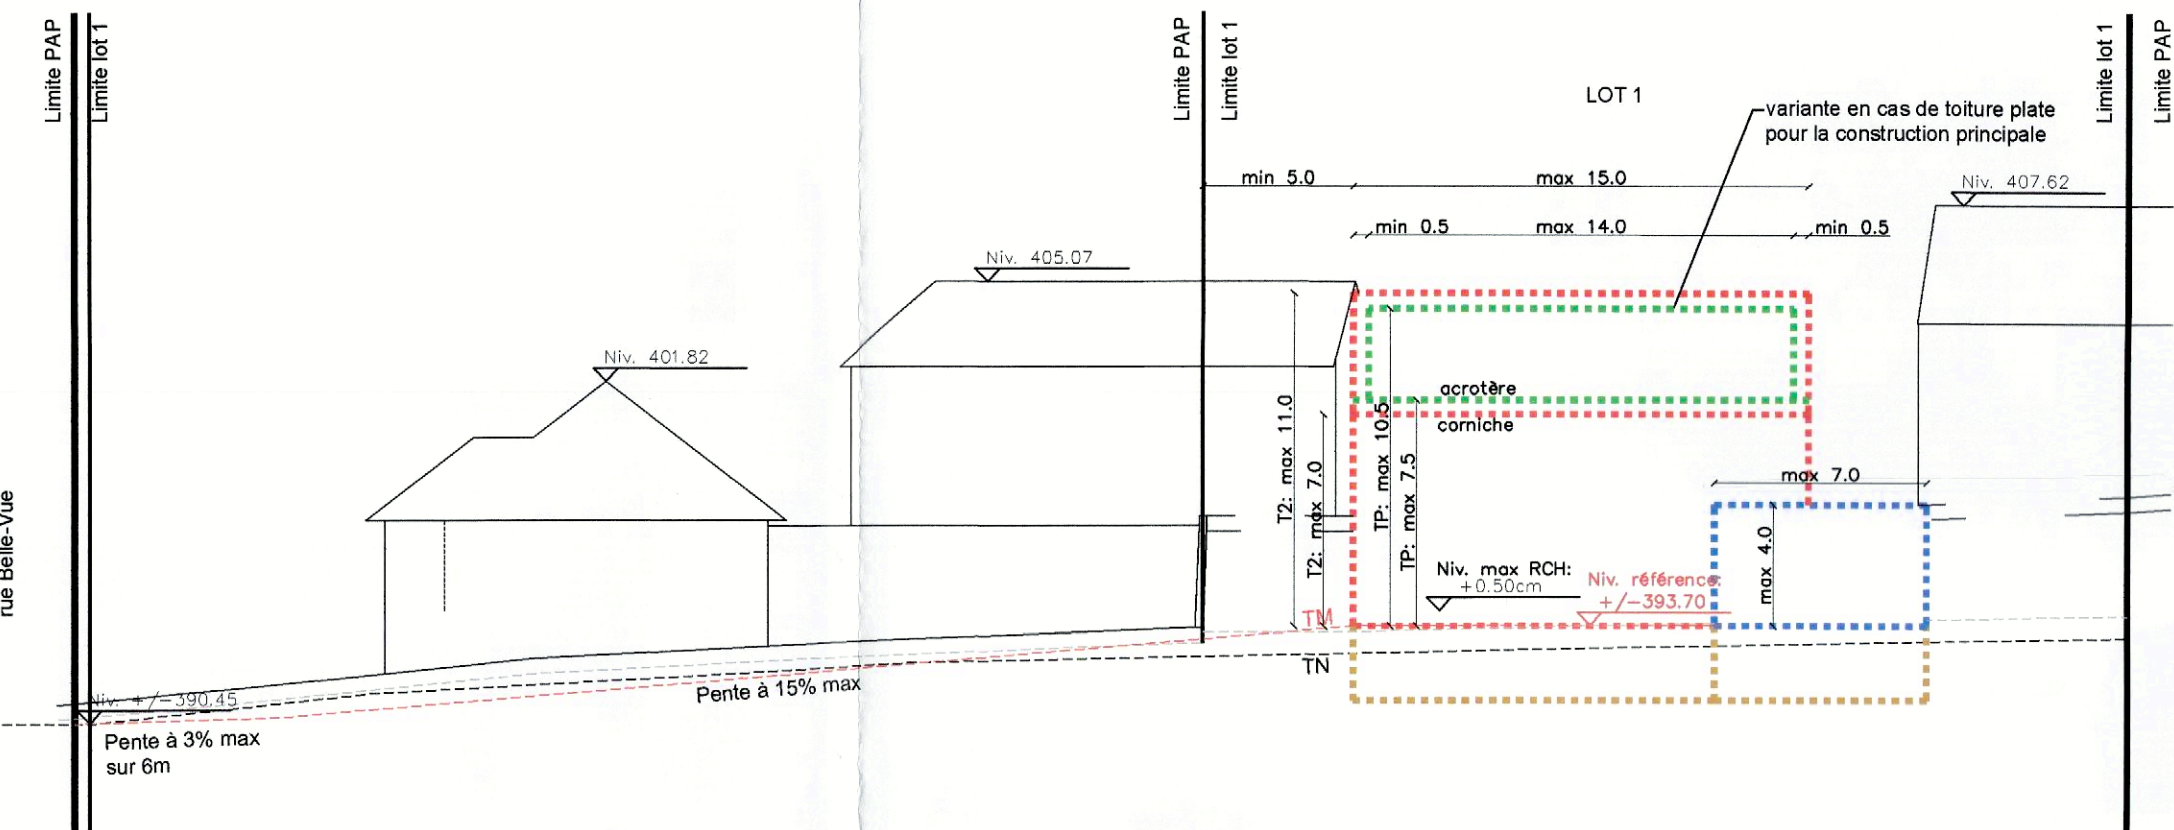 Limite PAP
Limite lot 1
Limite PAP
Limite lot 1
Limite lot 1
Limite PAP
LOT 1
variante en cas de toiture plate
pour la construction principale
min 5.0
max 15.0
Niv. 407.62
min 0.5
max 14.0
min 0.5
Niv. 405.07
Niv. 401.82
acrotère
corniche
T2: max 11.0
T2: max 7.0
TP: max 10.5
TP: max 7.5
max 7.0
max 4.0
Niv. max RCH:
+0.50cm
Niv. référence:
+/-393.70
TM
TN
rue Belle-Vue
Niv. +/-390.45
Pente à 15% max
Pente à 3% max
sur 6m